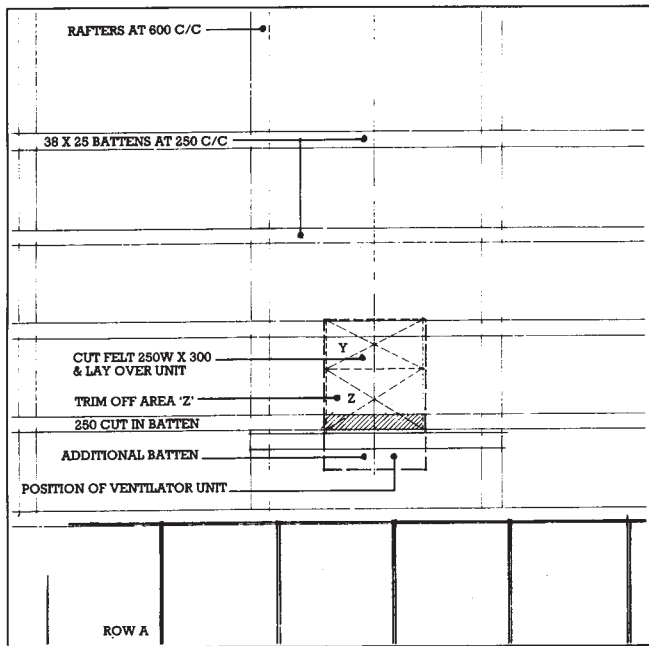 RAFTERS AT 600 C/C
38 X 25 BATTENS AT 250 C/C
Y
CUT FELT 250W X 300
& LAY OVER UNIT
Z
TRIM OFF AREA 'Z'
250 CUT IN BATTEN
ADDITIONAL BATTEN
POSITION OF VENTILATOR UNIT
ROW A